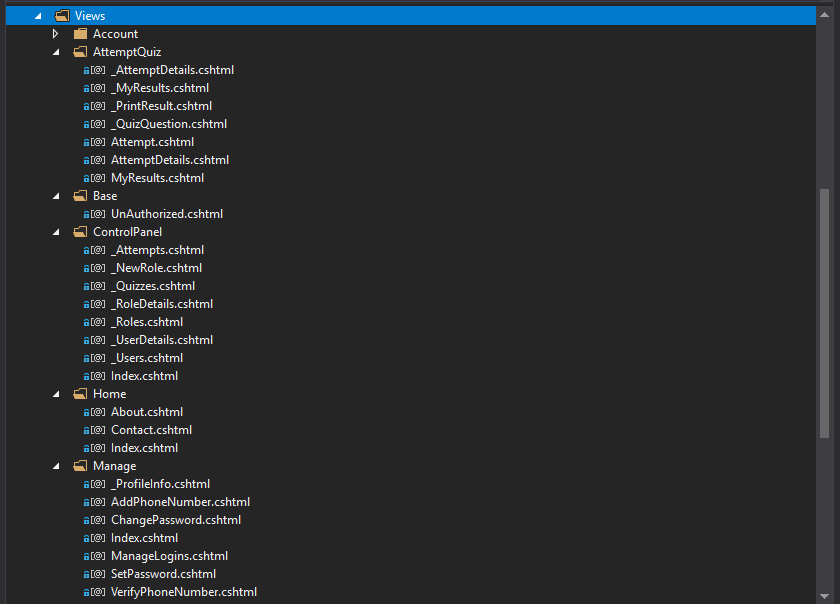 Views
Account
AttemptQuiz
_AttemptDetails.cshtml
_MyResults.cshtml
_PrintResult.cshtml
_QuizQuestion.cshtml
Attempt.cshtml
AttemptDetails.cshtml
MyResults.cshtml
Base
UnAuthorized.cshtml
ControlPanel
_Attempts.cshtml
_NewRole.cshtml
_Quizzes.cshtml
_RoleDetails.cshtml
_Roles.cshtml
_UserDetails.cshtml
_Users.cshtml
Index.cshtml
Home
About.cshtml
Contact.cshtml
Index.cshtml
Manage
_ProfileInfo.cshtml
AddPhoneNumber.cshtml
ChangePassword.cshtml
Index.cshtml
ManageLogins.cshtml
SetPassword.cshtml
VerifyPhoneNumber.cshtml